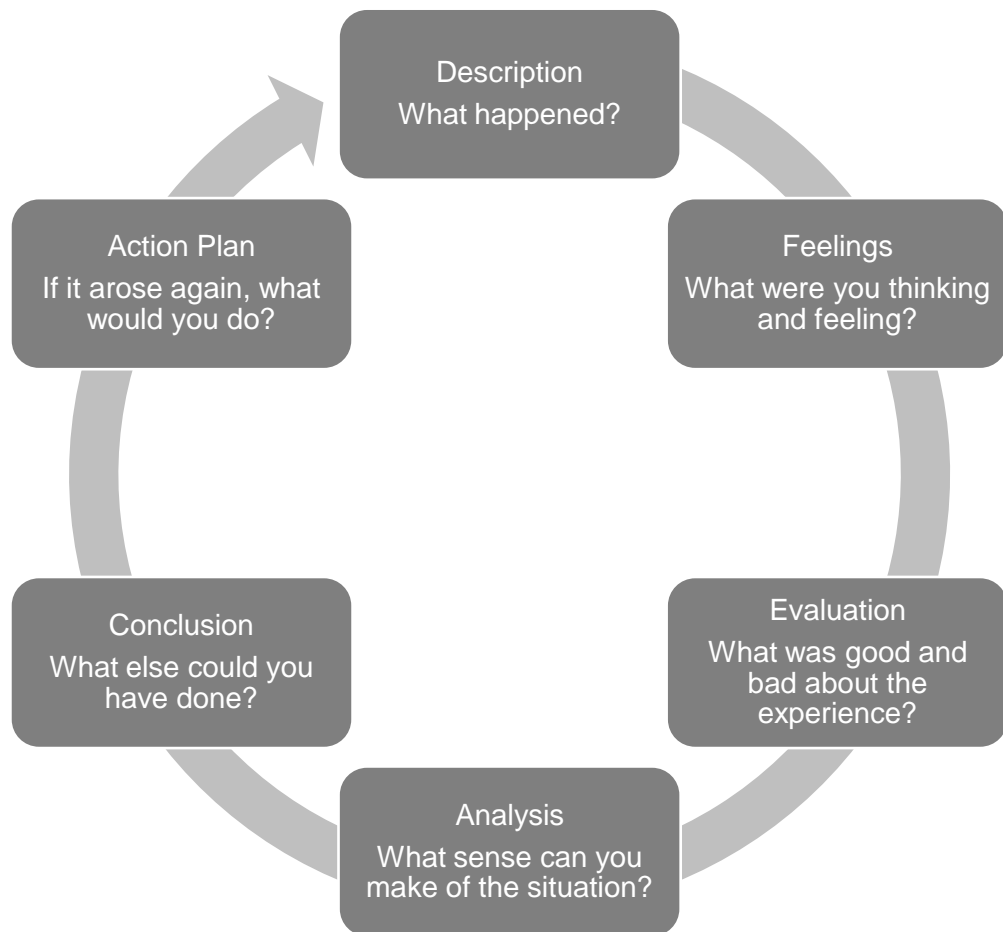 Description
What happened?
Feelings
What were you thinking
and feeling?
Evaluation
What was good and
bad about the
experience?
Analysis
What sense can you
make of the situation?
Conclusion
What else could you
have done?
Action Plan
If it arose again, what
would you do?